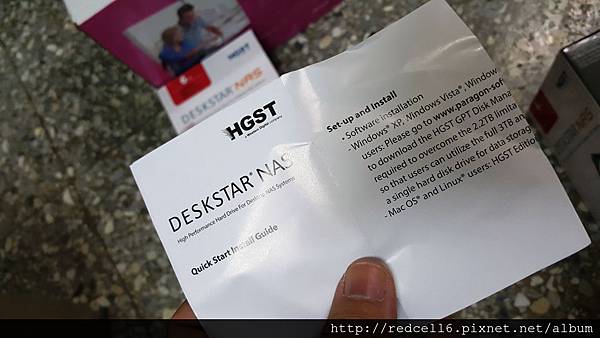 HGST
DESKSTAR NAS
HGST
A Western Digital company
DESKSTAR® NAS
High Performance Hard Drive For Desktop NAS Systems
Quick Start Install Guide
Set-up and Install
• Software Installation
- Windows® XP, Windows Vista®,
users: Please go to www.paragon-sof
to download the HGST GPT Disk Mana
required to overcome the 2.2TB limita
so that users can utilize the full 3TB an
a single hard disk drive for data storag
- Mac OS® and Linux® users: HGST Editio
http://redcell6.pixnet.net/album